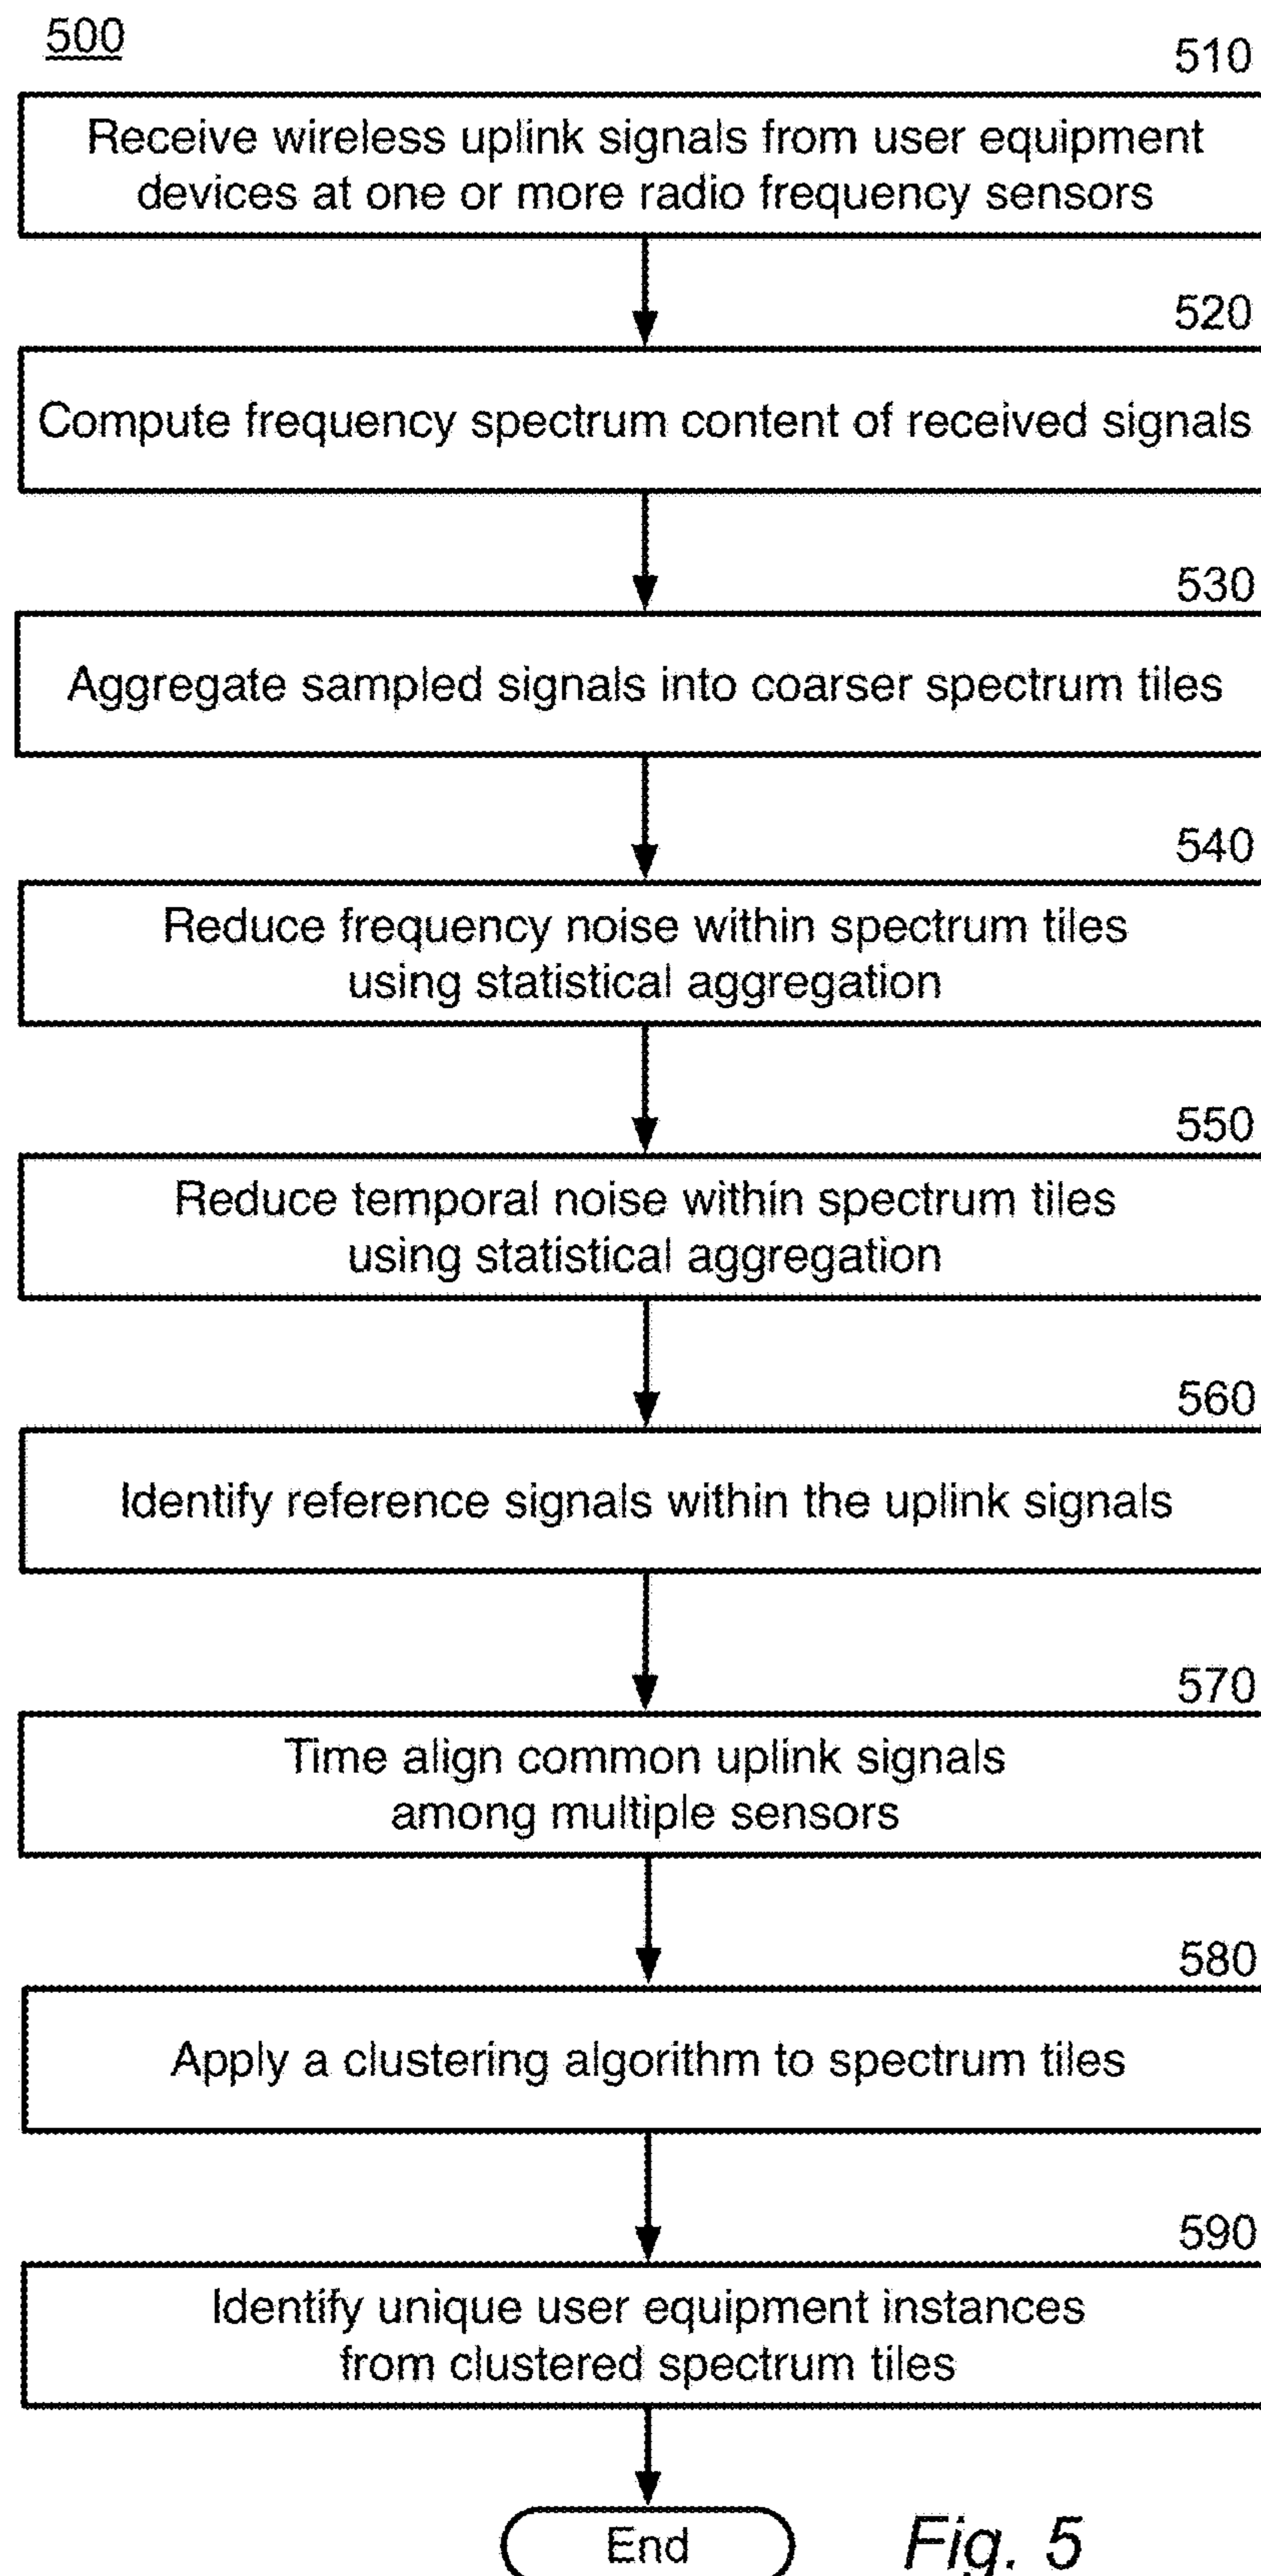 500
510
Receive wireless uplink signals from user equipment
devices at one or more radio frequency sensors
520
Compute frequency spectrum content of received signals
530
Aggregate sampled signals into coarser spectrum tiles
540
Reduce frequency noise within spectrum tiles
using statistical aggregation
550
Reduce temporal noise within spectrum tiles
using statistical aggregation
560
Identify reference signals within the uplink signals
570
Time align common uplink signals
among multiple sensors
580
Apply a clustering algorithm to spectrum tiles
590
Identify unique user equipment instances
from clustered spectrum tiles
End
Fig. 5